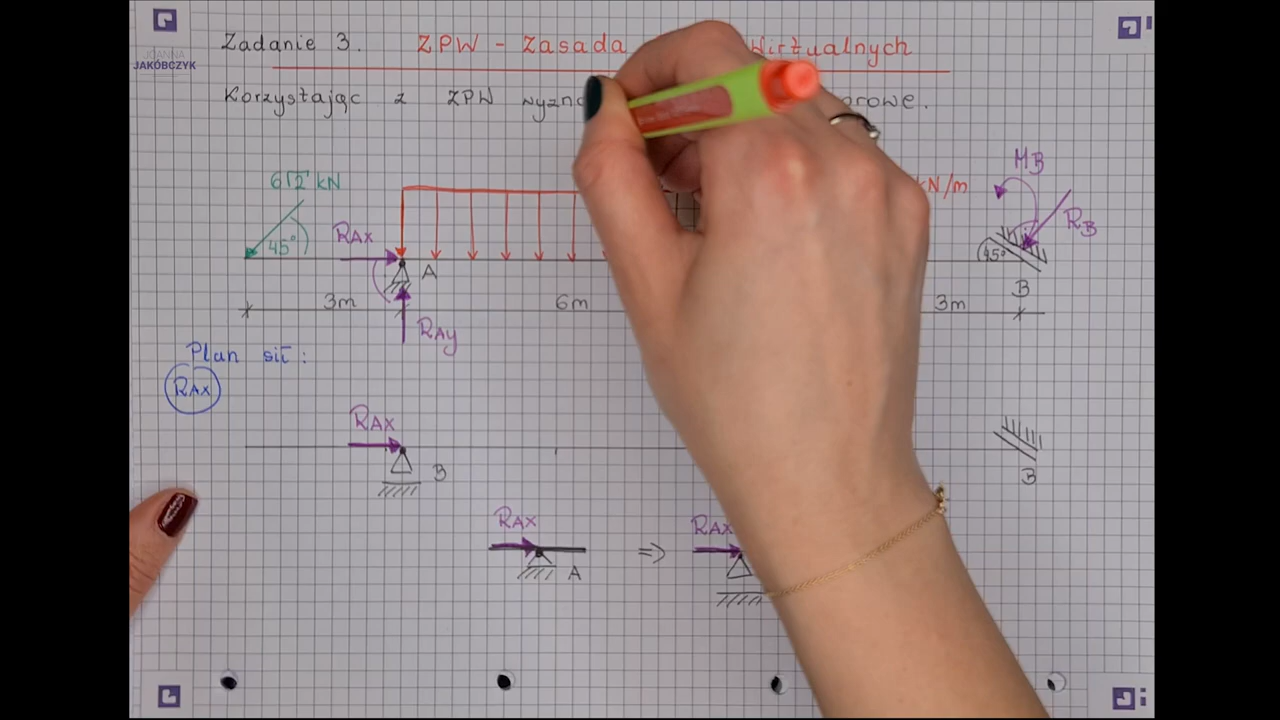 Zadanie 3. ZPW - Zasada Wirtualnych
JOANNA
JAKÓBCZYK
Korzystając z ZPW
6√2 kN
kN/m
MB
RAX
45°
RB
A
45°
B
3m
6m
3m
RAy
Plan sił:
RAX
RAX
B
B
RAX
RAX
=>
A